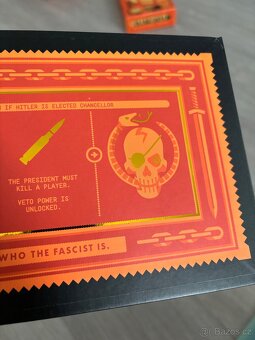 IF HITLER IS ELECTED CHANCELLOR
THE PRESIDENT MUST
KILL A PLAYER.
VETO POWER IS
UNLOCKED.
WHO THE FASCIST IS.
Bazos.cz